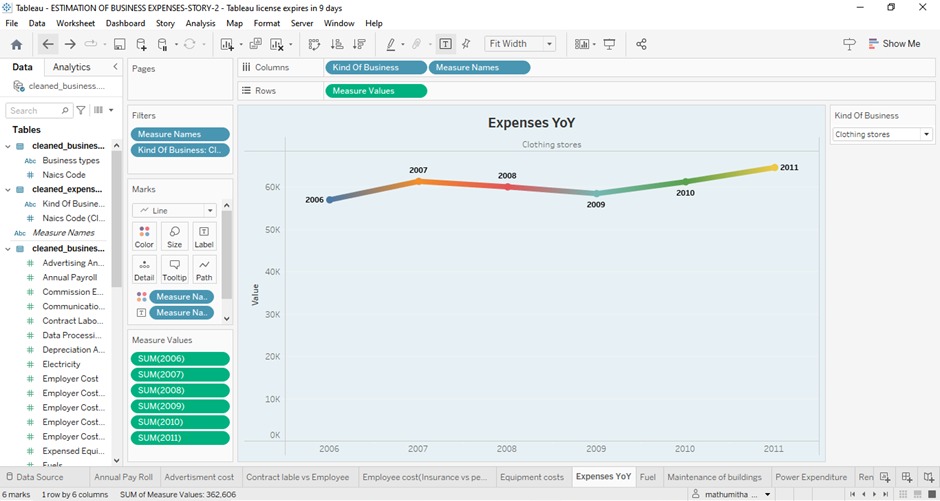 Tableau - ESTIMATION OF BUSINESS EXPENSES-STORY-2 - Tableau license expires in 9 days
File Data Worksheet Dashboard Story Analysis Map Format Server Window Help
Fit Width
Show Me
Data Analytics
cleaned_business....
Search
Tables
cleaned_busines...
Abc Business types
# Naics Code
cleaned_expens...
Abc Kind Of Busine...
# Naics Code (Cl...
Abc Measure Names
cleaned_busines...
# Advertising An...
# Annual Payroll
# Commission E...
# Communicatio...
# Contract Labo...
# Data Processi...
# Depreciation A...
# Electricity
# Employer Cost
# Employer Cost...
# Employer Cost...
# Employer Cost...
# Employer Cost...
# Expensed Equi...
# Fuels
Pages
Filters
Measure Names
Kind Of Business: Cl...
Marks
Line
Color Size Label
Detail Tooltip Path
Measure Na..
Measure Na..
Measure Values
SUM(2006)
SUM(2007)
SUM(2008)
SUM(2009)
SUM(2010)
SUM(2011)
Columns Kind Of Business Measure Names
Rows Measure Values
Expenses YoY
Clothing stores
Value
60K
50K
40K
30K
20K
10K
0K
2006 2007 2008 2009 2010 2011
2006 2007 2008 2009 2010 2011
Kind Of Business
Clothing stores
Data Source Annual Pay Roll Advertisment cost Contract lable vs Employee Employee cost(Insurance vs pe... Equipment costs Expenses YoY Fuel Maintenance of buildings Power Expenditure Ren
6 marks 1 row by 6 columns SUM of Measure Values: 362,606 mathumitha ...